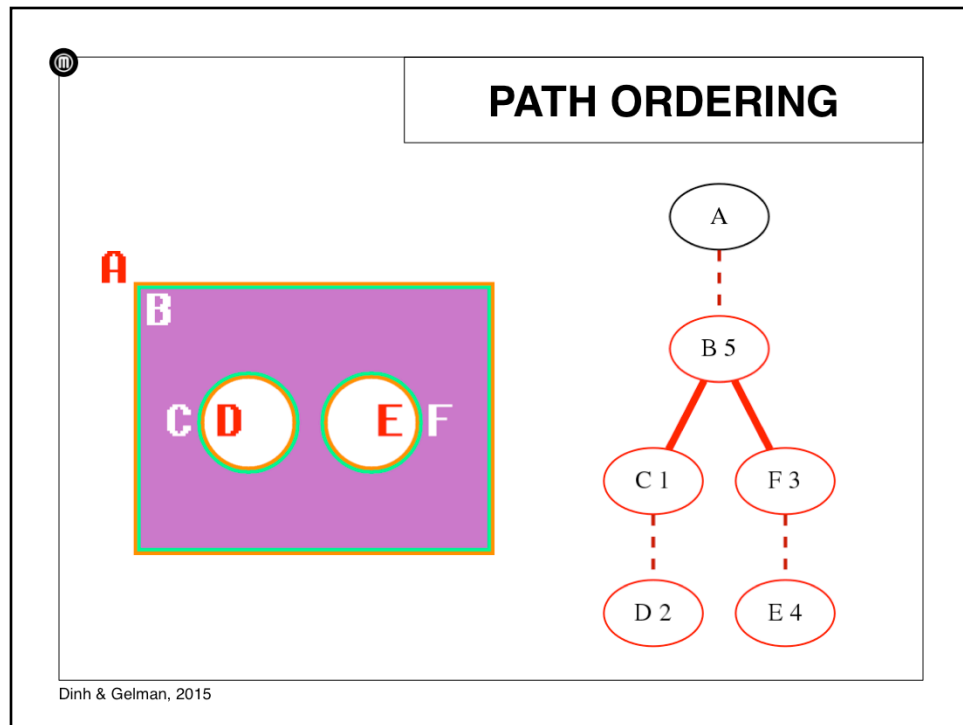 m
PATH ORDERING
A
B
C D E F
A
B 5
C 1 F 3
D 2 E 4
Dinh & Gelman, 2015